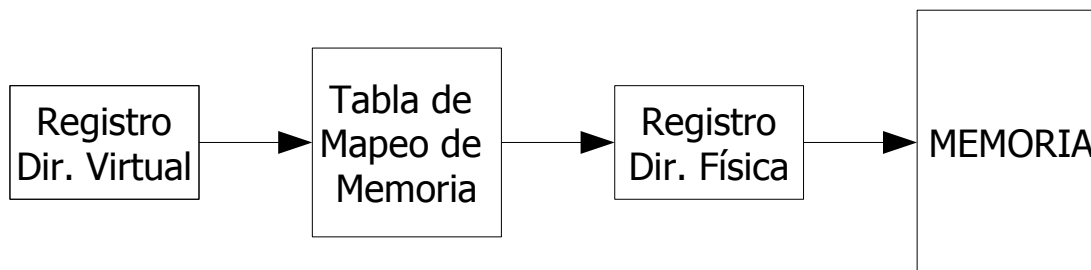 Registro
Dir. Virtual
Tabla de
Mapeo de
Memoria
Registro
Dir. Física
MEMORIA